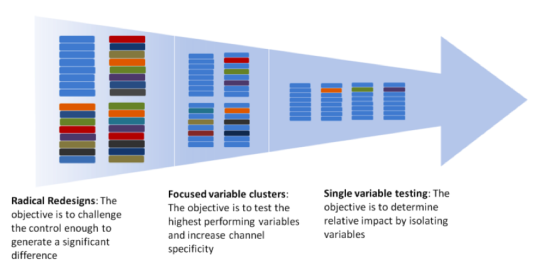 Radical Redesigns: The
objective is to challenge
the control enough to
generate a significant
difference
Focused variable clusters:
The objective is to test the
highest performing variables
and increase channel
specificity
Single variable testing: The
objective is to determine
relative impact by isolating
variables